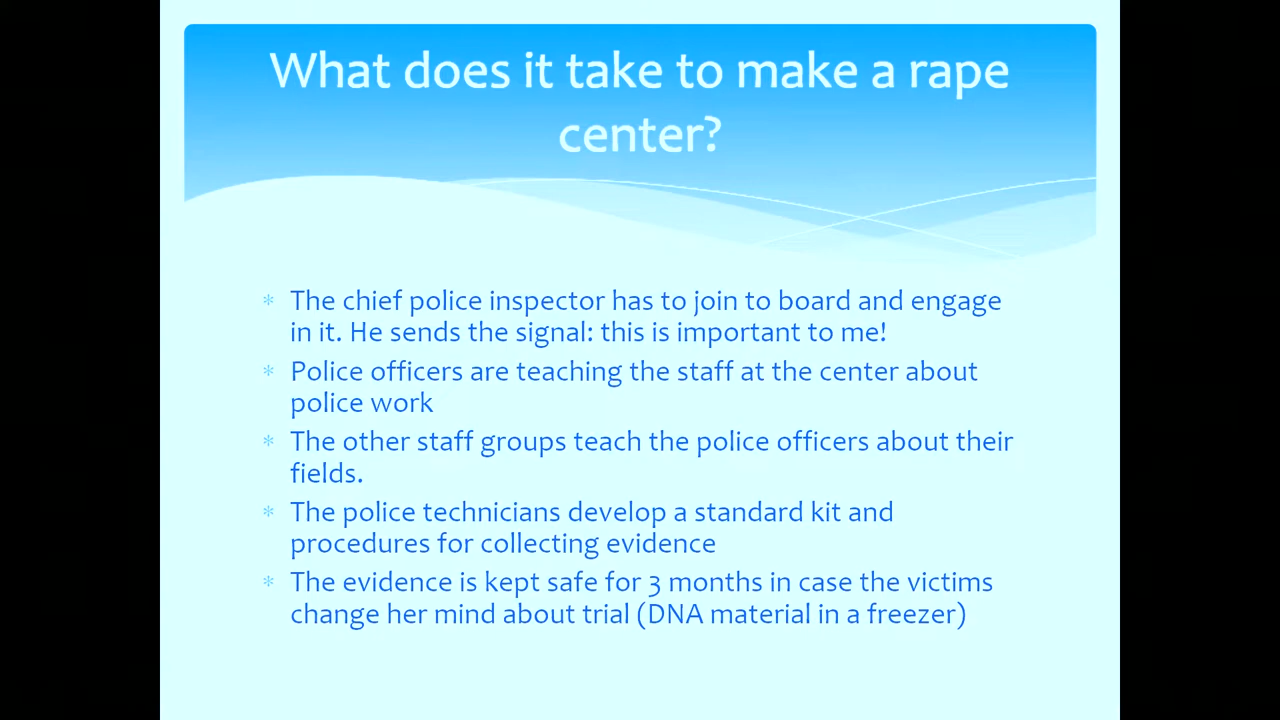 What does it take to make a rape
center?
* The chief police inspector has to join to board and engage
in it. He sends the signal: this is important to me!
* Police officers are teaching the staff at the center about
police work
* The other staff groups teach the police officers about their
fields.
* The police technicians develop a standard kit and
procedures for collecting evidence
* The evidence is kept safe for 3 months in case the victims
change her mind about trial (DNA material in a freezer)